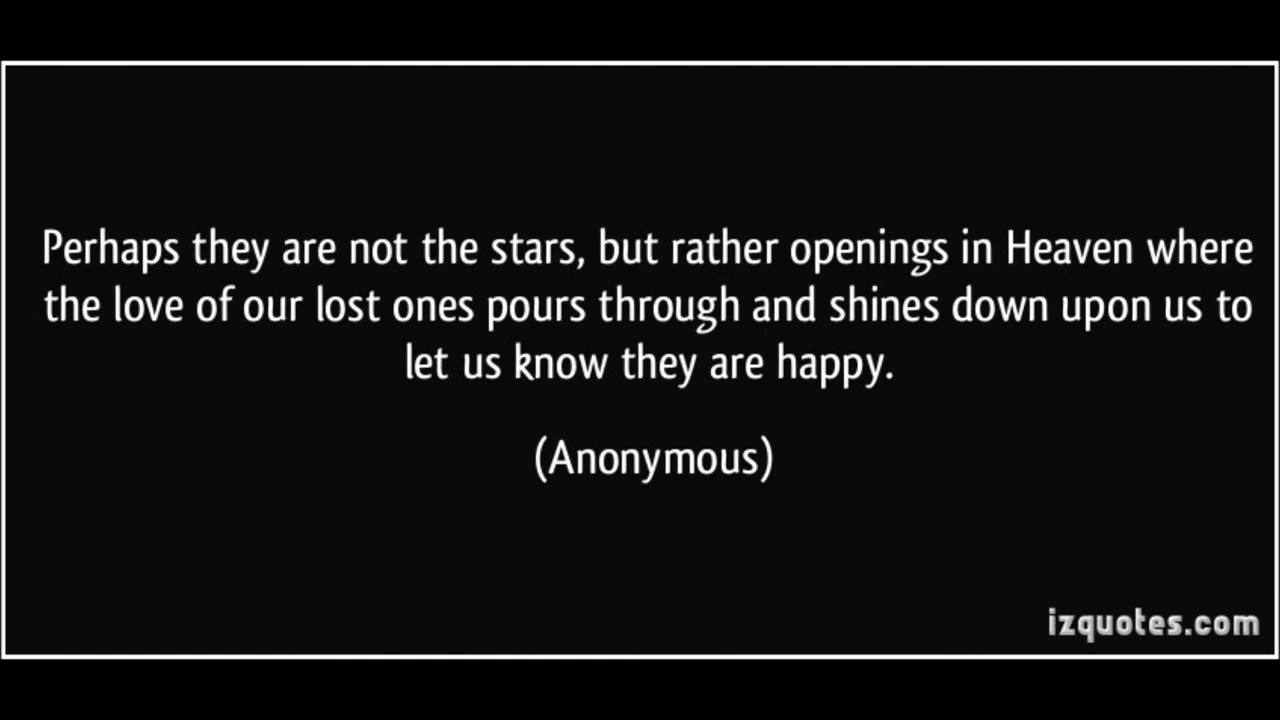 Perhaps they are not the stars, but rather openings in Heaven where
the love of our lost ones pours through and shines down upon us to
let us know they are happy.
(Anonymous)
izquotes.com